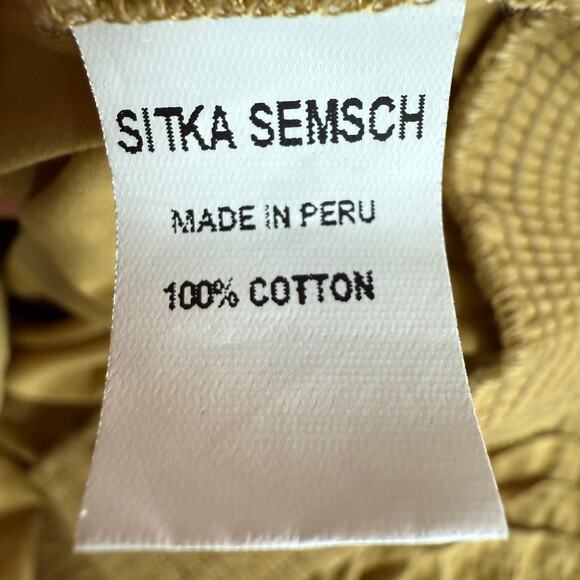 SITKA SEMSCH
MADE IN PERU
100% COTTON